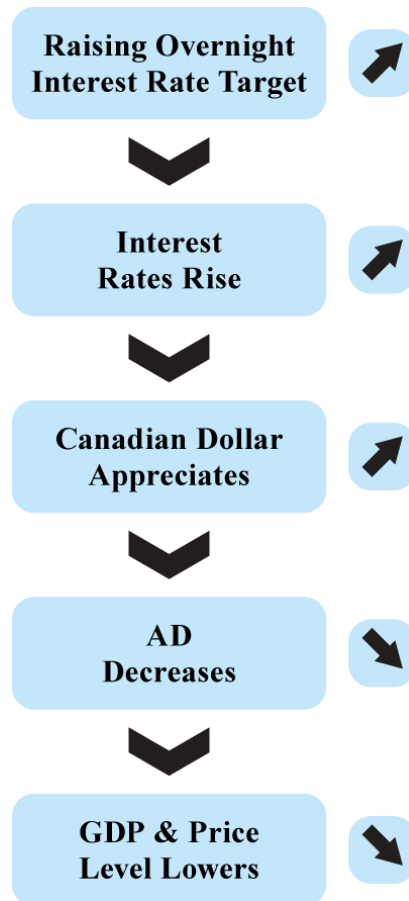 Raising Overnight
Interest Rate Target
Interest
Rates Rise
Canadian Dollar
Appreciates
AD
Decreases
GDP & Price
Level Lowers